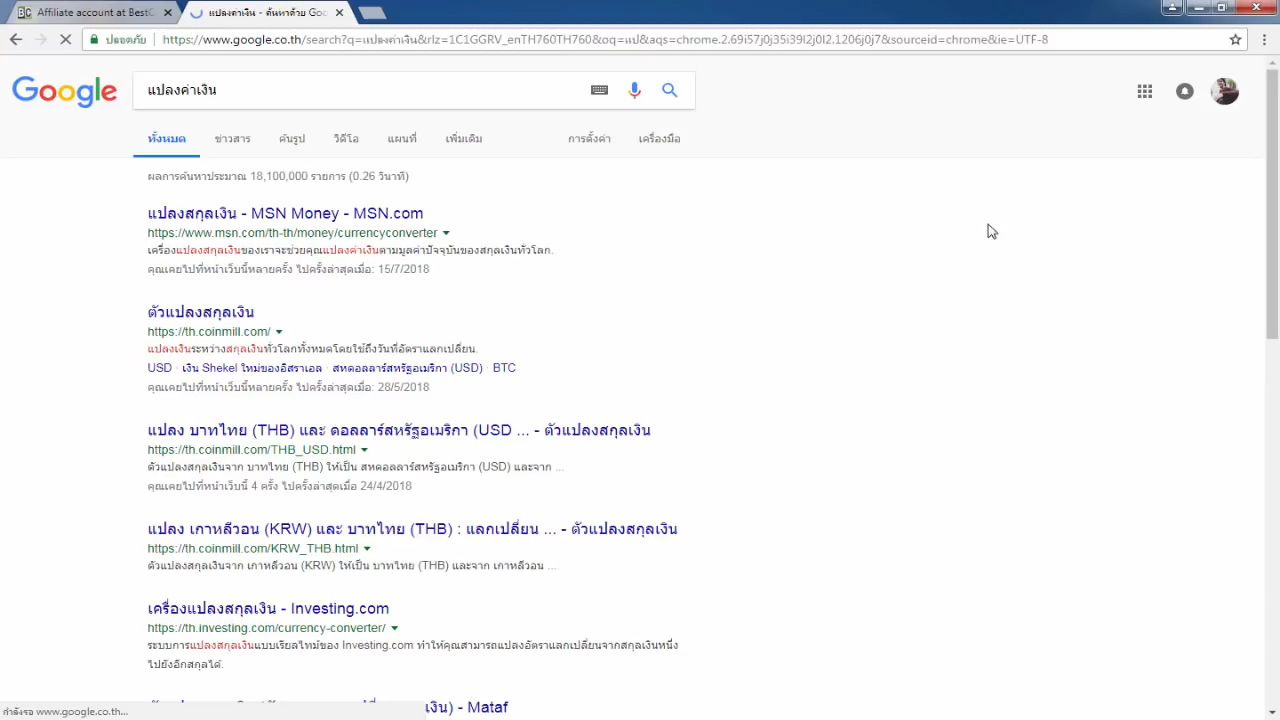 Affiliate account at BestC
แปลงค่าเงิน - ค้นหาด้วย Goo
ปลอดภัย
https://www.google.co.th/search?q=แปลงค่าเงิน&rlz=1C1GGRV_enTH760TH760&oq=แป&aqs=chrome.2.69i57j0j35i39l2j0l2.1206j0j7&sourceid=chrome&ie=UTF-8
Google
แปลงค่าเงิน
ทั้งหมด ข่าวสาร ค้นรูป วิดีโอ แผนที่ เพิ่มเติม การตั้งค่า เครื่องมือ
ผลการค้นหาประมาณ 18,100,000 รายการ (0.26 วินาที)
แปลงสกุลเงิน - MSN Money - MSN.com
https://www.msn.com/th-th/money/currencyconverter
เครื่องแปลงสกุลเงินของเราจะช่วยคุณแปลงค่าเงินตามมูลค่าปัจจุบันของสกุลเงินทั่วโลก.
คุณเคยไปที่หน้าเว็บนี้หลายครั้ง ไปครั้งล่าสุดเมื่อ: 15/7/2018
ตัวแปลงสกุลเงิน
https://th.coinmill.com/
แปลงเงินระหว่างสกุลเงินทั่วโลกทั้งหมดโดยใช้ถึงวันที่อัตราแลกเปลี่ยน.
USD · เงิน Shekel ใหม่ของอิสราเอล · สหดอลลาร์สหรัฐอเมริกา (USD) · BTC
คุณเคยไปที่หน้าเว็บนี้หลายครั้ง ไปครั้งล่าสุดเมื่อ: 28/5/2018
แปลง บาทไทย (THB) และ ดอลลาร์สหรัฐอเมริกา (USD ... - ตัวแปลงสกุลเงิน
https://th.coinmill.com/THB_USD.html
ตัวแปลงสกุลเงินจาก บาทไทย (THB) ให้เป็น สหดอลลาร์สหรัฐอเมริกา (USD) และจาก ...
คุณเคยไปที่หน้าเว็บนี้ 4 ครั้ง ไปครั้งล่าสุดเมื่อ 24/4/2018
แปลง เกาหลีวอน (KRW) และ บาทไทย (THB) : แลกเปลี่ยน ... - ตัวแปลงสกุลเงิน
https://th.coinmill.com/KRW_THB.html
ตัวแปลงสกุลเงินจาก เกาหลีวอน (KRW) ให้เป็น บาทไทย (THB) และจาก เกาหลีวอน ...
เครื่องแปลงสกุลเงิน - Investing.com
https://th.investing.com/currency-converter/
ระบบการแปลงสกุลเงินแบบเรียลไทม์ของ Investing.com ทำให้คุณสามารถแปลงอัตราแลกเปลี่ยนจากสกุลเงินหนึ่ง
ไปยังอีกสกุลได้.
เงิน) - Mataf
กำลังรอ www.google.co.th...